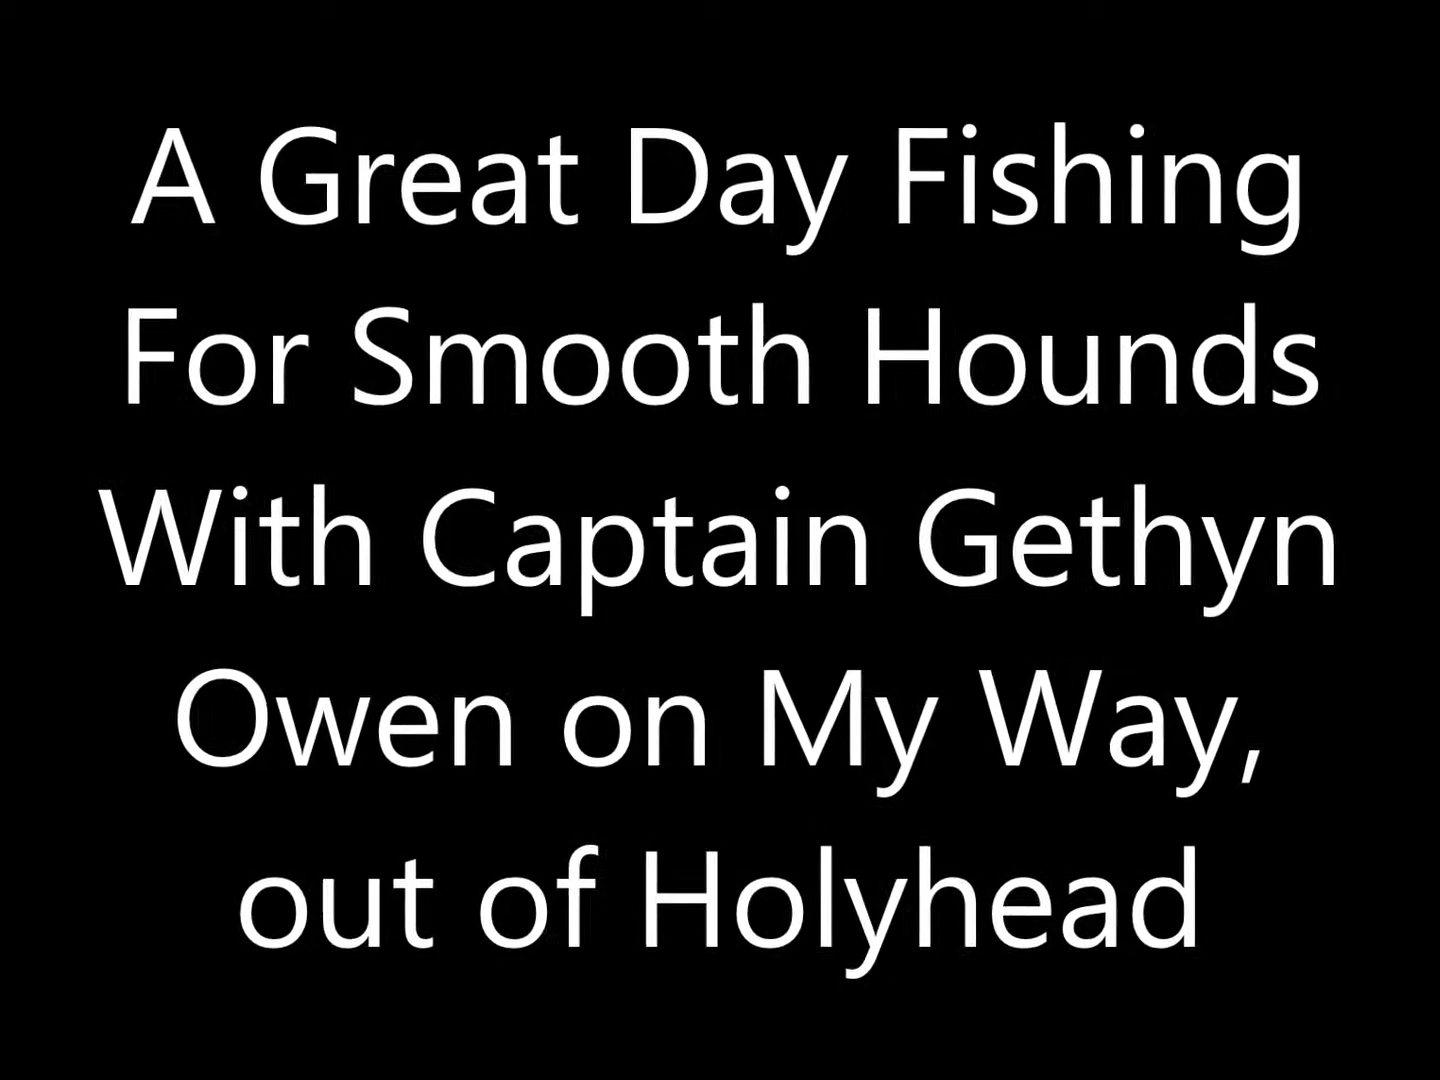 A Great Day Fishing
For Smooth Hounds
With Captain Gethyn
Owen on My Way,
out of Holyhead